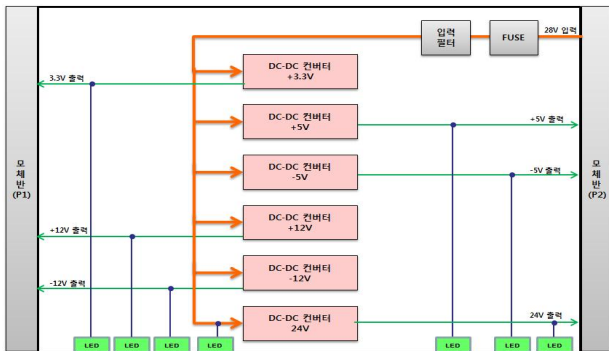 입력
필터
FUSE
28V 입력
DC-DC 컨버터
+3.3V
3.3V 출력
DC-DC 컨버터
+5V
+5V 출력
모
체
반
(P1)
DC-DC 컨버터
-5V
-5V 출력
모
체
반
(P2)
DC-DC 컨버터
+12V
+12V 출력
DC-DC 컨버터
-12V
-12V 출력
DC-DC 컨버터
24V
24V 출력
LED
LED
LED
LED
LED
LED
LED